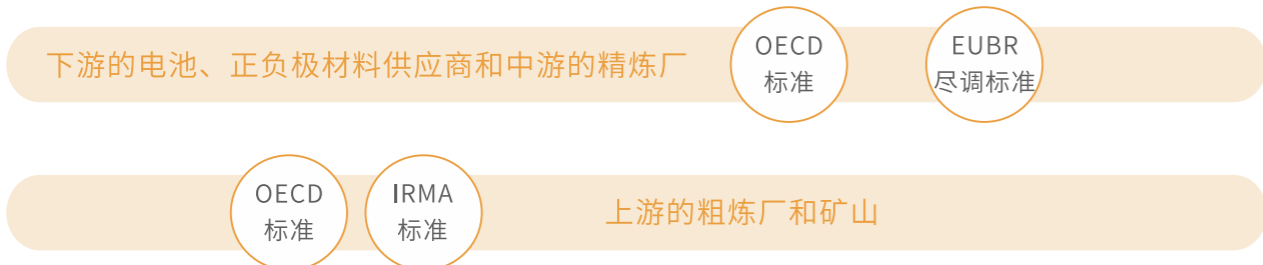 下游的电池、正负极材料供应商和中游的精炼厂
OECD
标准
EUBR
尽调标准
OECD
标准
IRMA
标准
上游的粗炼厂和矿山